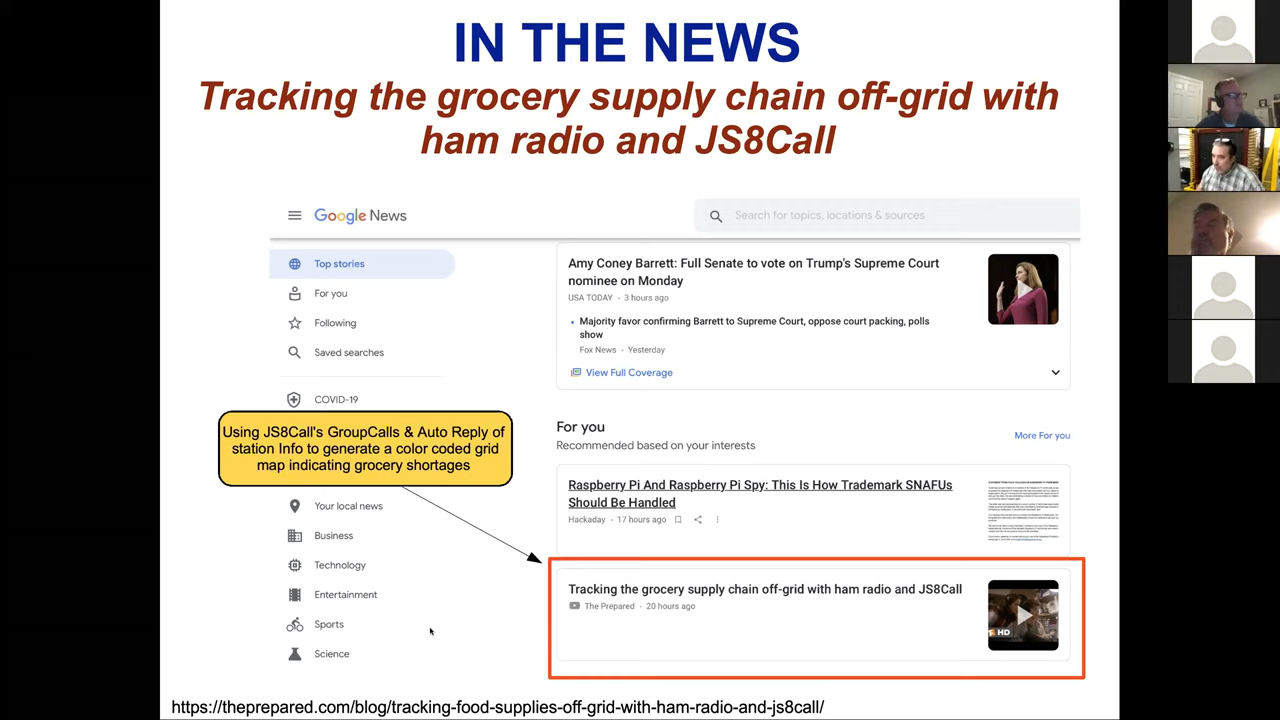 IN THE NEWS
Tracking the grocery supply chain off-grid with
ham radio and JS8Call
Google News
Search for topics, locations & sources
Top stories
For you
Following
Saved searches
COVID-19
Using JS8Call's GroupCalls & Auto Reply of
station Info to generate a color coded grid
map indicating grocery shortages
Your local news
Business
Technology
Entertainment
Sports
Science
Amy Coney Barrett: Full Senate to vote on Trump's Supreme Court
nominee on Monday
USA TODAY · 3 hours ago
• Majority favor confirming Barrett to Supreme Court, oppose court packing, polls
show
Fox News · Yesterday
View Full Coverage
For you
Recommended based on your interests
More For you
Raspberry Pi And Raspberry Pi Spy: This Is How Trademark SNAFUs
Should Be Handled
Hackaday · 17 hours ago
Tracking the grocery supply chain off-grid with ham radio and JS8Call
The Prepared · 20 hours ago
HD
https://theprepared.com/blog/tracking-food-supplies-off-grid-with-ham-radio-and-js8call/